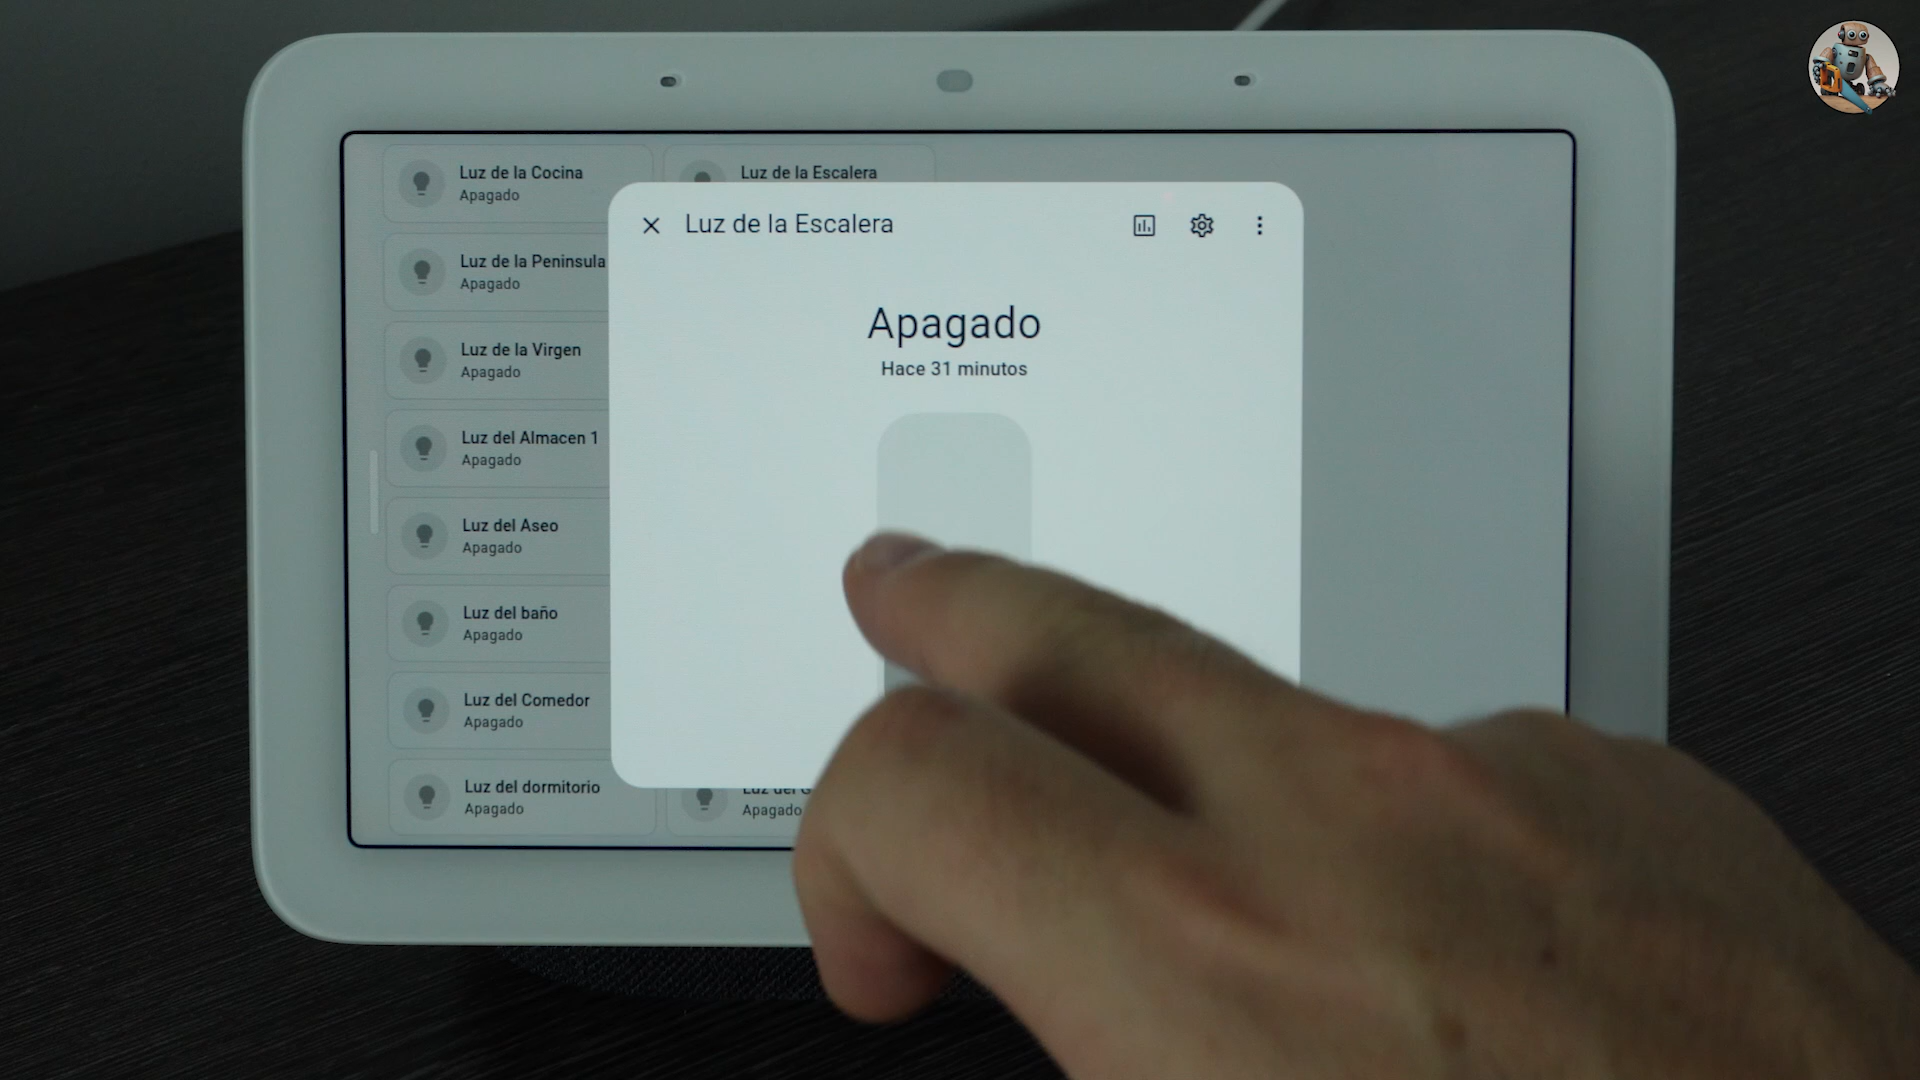 Luz de la Cocina
Apagado
Luz de la Escalera
Luz de la Peninsula
Apagado
Luz de la Virgen
Apagado
Luz del Almacen 1
Apagado
Luz del Aseo
Apagado
Luz del baño
Apagado
Luz del Comedor
Apagado
Luz del dormitorio
Apagado
Luz del
Apagado
Luz de la Escalera
Apagado
Hace 31 minutos